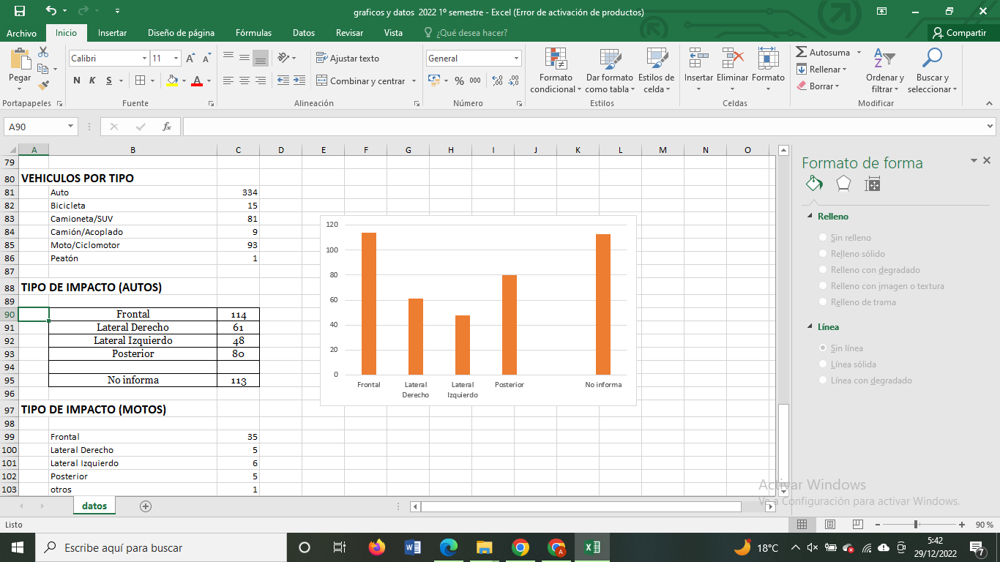 graficos y datos  2022 1º semestre - Excel (Error de activación de productos)
Archivo Inicio Insertar Diseño de página Fórmulas Datos Revisar Vista ¿Qué desea hacer? Compartir
Pegar
Calibri 11
N K S
Ajustar texto
Combinar y centrar
General
% 000
Formato condicional
Dar formato como tabla
Estilos de celda
Insertar Eliminar Formato
Autosuma
Rellenar
Borrar
Ordenar y filtrar
Buscar y seleccionar
Portapapeles Fuente Alineación Número Estilos Celdas Modificar
A90 fx
A B C D E F G H I J K L M N O
79
80 VEHICULOS POR TIPO
81 Auto 334
82 Bicicleta 15
83 Camioneta/SUV 81
84 Camión/Acoplado 9
85 Moto/Ciclomotor 93
86 Peatón 1
87
88 TIPO DE IMPACTO (AUTOS)
89
90 Frontal 114
91 Lateral Derecho 61
92 Lateral Izquierdo 48
93 Posterior 80
94
95 No informa 113
96
97 TIPO DE IMPACTO (MOTOS)
98
99 Frontal 35
100 Lateral Derecho 5
101 Lateral Izquierdo 6
102 Posterior 5
103 otros 1
120
100
80
60
40
20
0
Frontal
Lateral Derecho
Lateral Izquierdo
Posterior
No informa
Formato de forma
Relleno
Sin relleno
Relleno sólido
Relleno con degradado
Relleno con imagen o textura
Relleno de trama
Línea
Sin línea
Línea sólida
Línea con degradado
Activar Windows
Ve a Configuración para activar Windows.
datos
Listo 90 %
Escribe aquí para buscar
18°C
5:42
29/12/2022
7